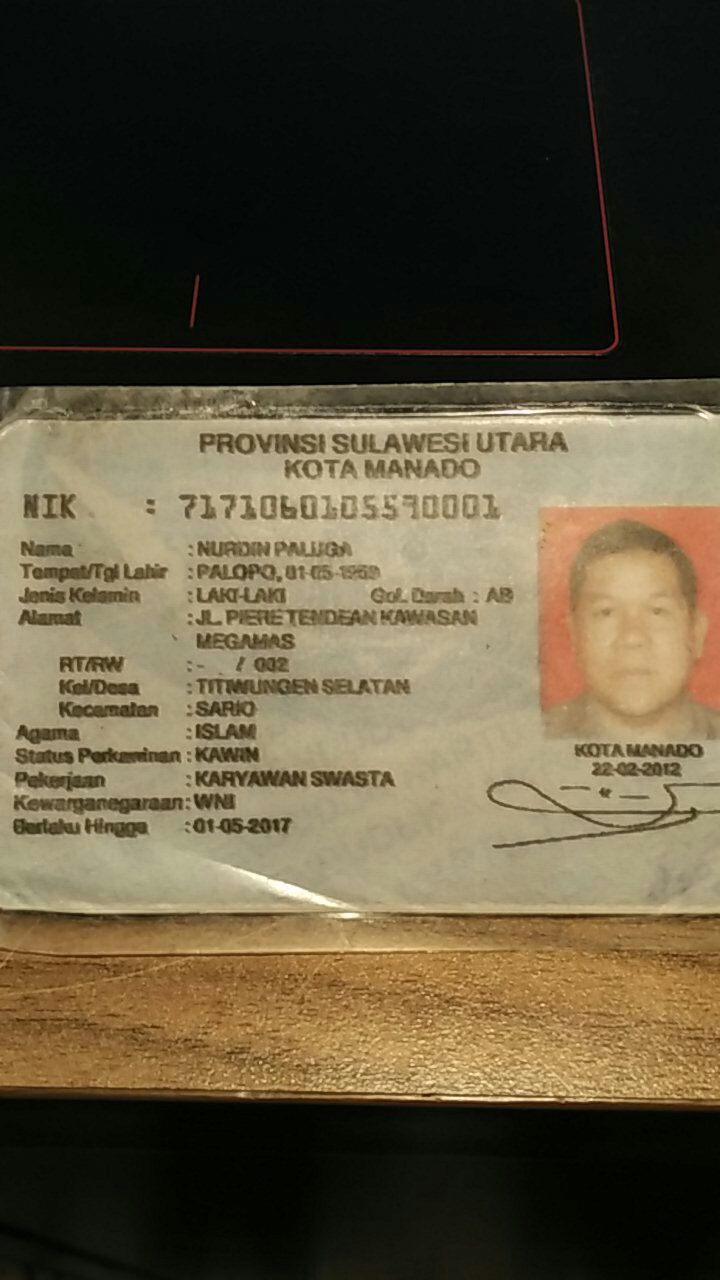 PROVINSI SULAWESI UTARA
KOTA MANADO
NIK : 7171060105590001
Nama : NURDIN PALUGA
Tempat/Tgl Lahir : PALOPO, 01-05-1959
Jenis Kelamin : LAKI-LAKI Gol. Darah : AB
Alamat : JL. PIERE TENDEAN KAWASAN
MEGAMAS
RT/RW : - / 002
Kel/Desa : TITIWUNGEN SELATAN
Kecamatan : SARIO
Agama : ISLAM
Status Perkawinan : KAWIN
Pekerjaan : KARYAWAN SWASTA
Kewarganegaraan: WNI
Berlaku Hingga : 01-05-2017
KOTA MANADO
22-02-2012